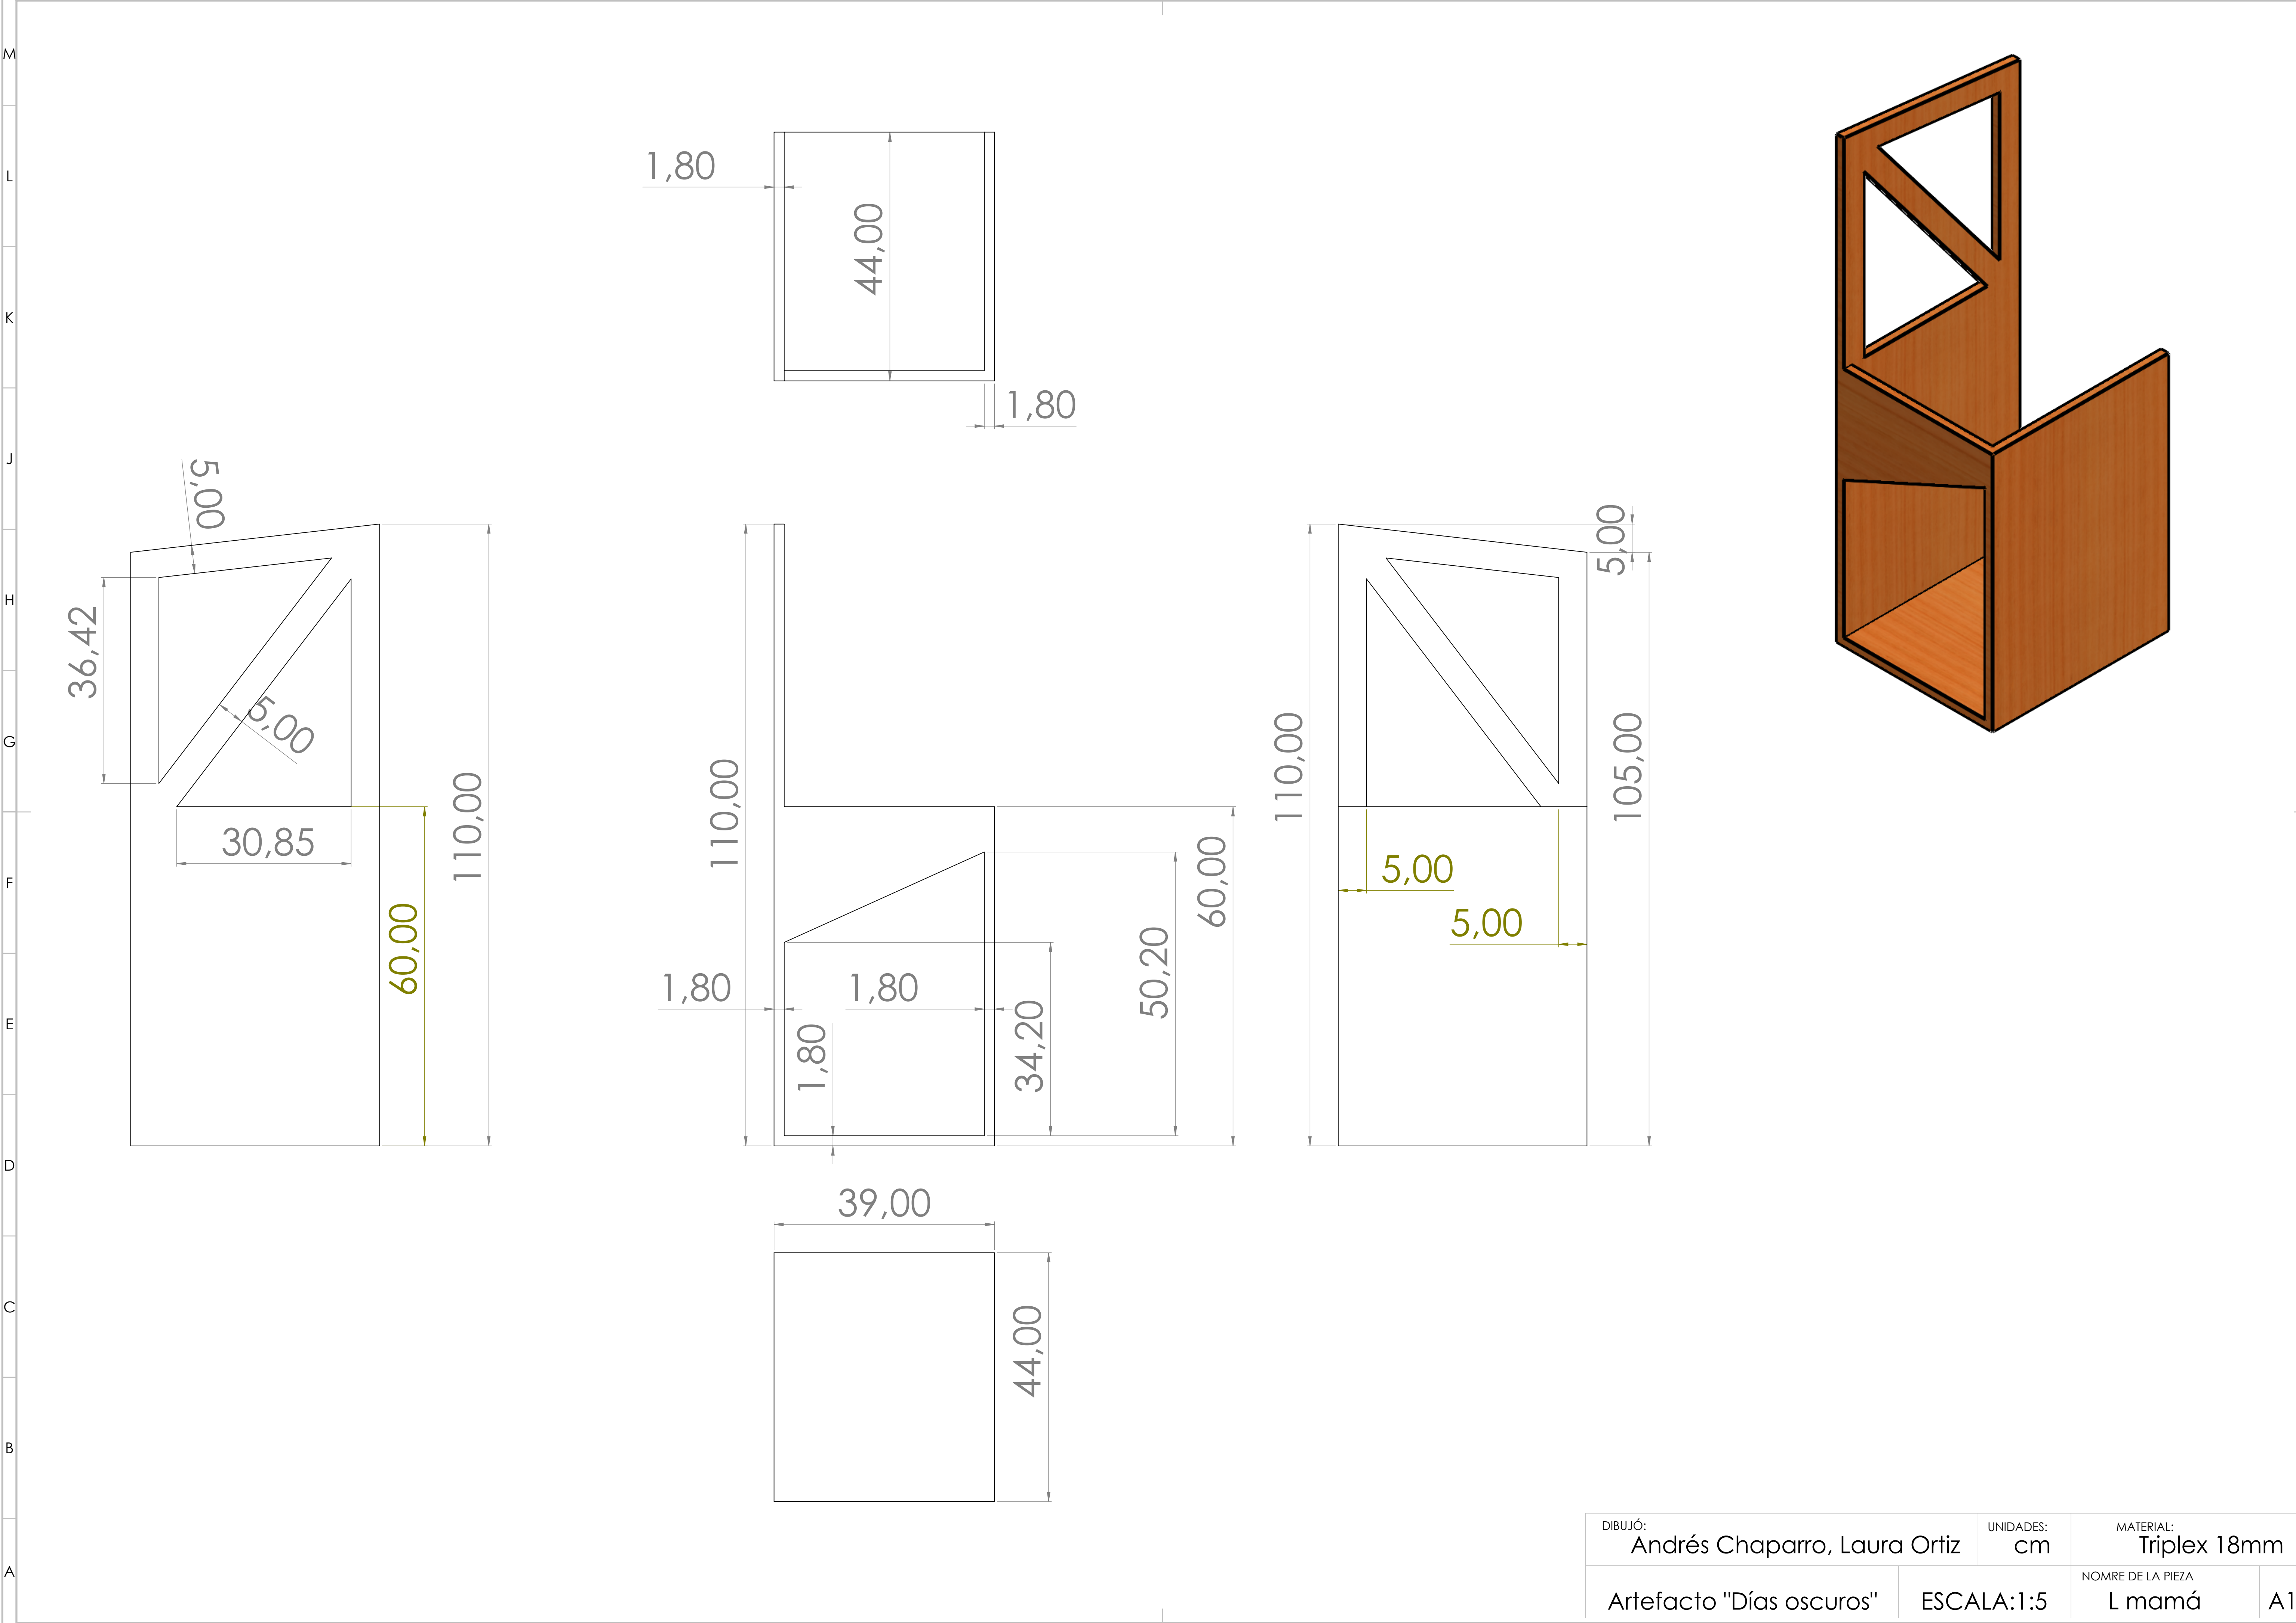 M
L
K
J
H
G
F
E
D
C
B
A
1,80
44,00
1,80
5,00
36,42
5,00
30,85
60,00
110,00
110,00
1,80
1,80
1,80
34,20
50,20
60,00
5,00
110,00
105,00
5,00
5,00
39,00
44,00
DIBUJÓ:
Andrés Chaparro, Laura Ortiz
UNIDADES:
cm
MATERIAL:
Triplex 18mm
Artefacto "Días oscuros"
ESCALA:1:5
NOMRE DE LA PIEZA
L mamá
A1